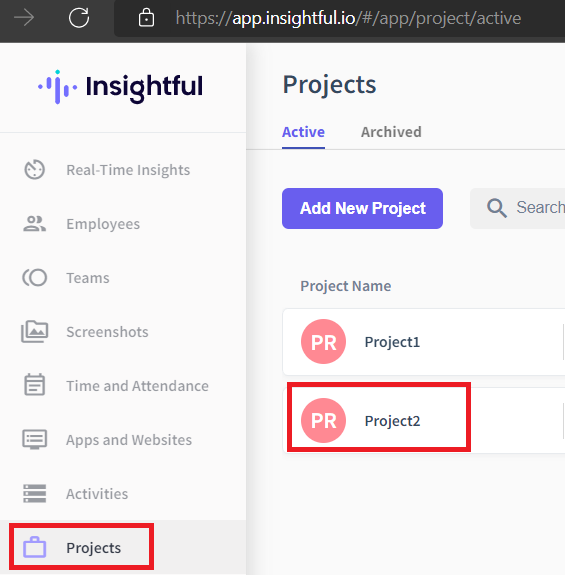 https://app.insightful.io/#/app/project/active
Insightful
Real-Time Insights
Employees
Teams
Screenshots
Time and Attendance
Apps and Websites
Activities
Projects
Projects
Active
Archived
Add New Project
Search
Project Name
PR Project1
PR Project2